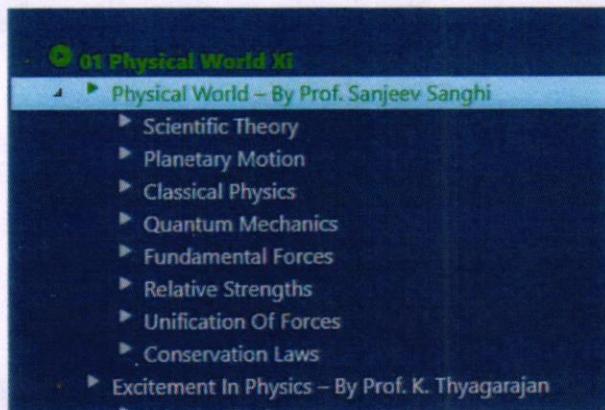 01 Physical World Xi
Physical World – By Prof. Sanjeev Sanghi
Scientific Theory
Planetary Motion
Classical Physics
Quantum Mechanics
Fundamental Forces
Relative Strengths
Unification Of Forces
Conservation Laws
Excitement In Physics – By Prof. K. Thyagarajan